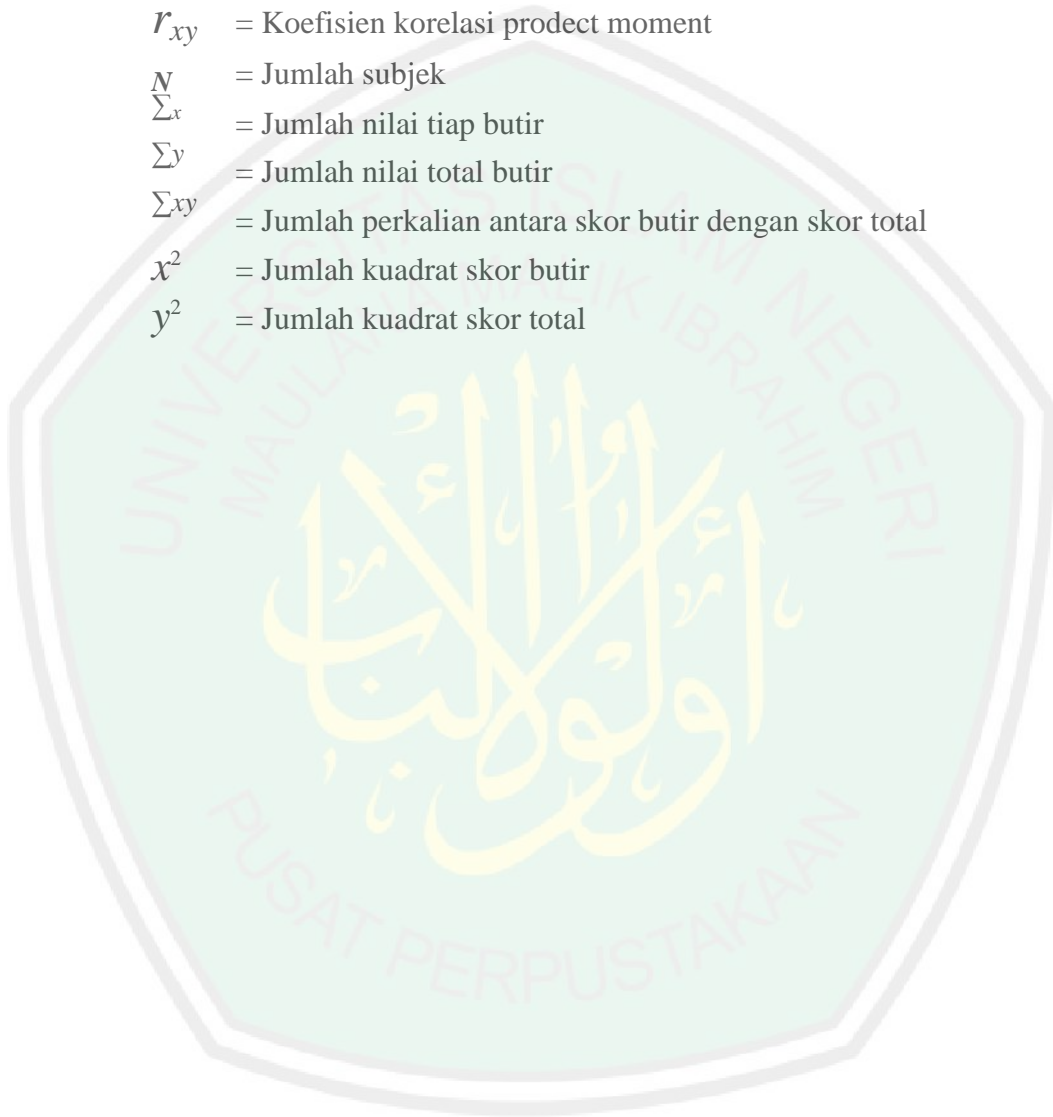 r_xy = Koefisien korelasi prodect moment
N = Jumlah subjek
∑x = Jumlah nilai tiap butir
∑y = Jumlah nilai total butir
∑xy = Jumlah perkalian antara skor butir dengan skor total
x² = Jumlah kuadrat skor butir
y² = Jumlah kuadrat skor total
UNIVERSITAS ISLAM NEGERI
MAULANA MALIK IBRAHIM
أولوا الألباب
PUSAT PERPUSTAKAAN